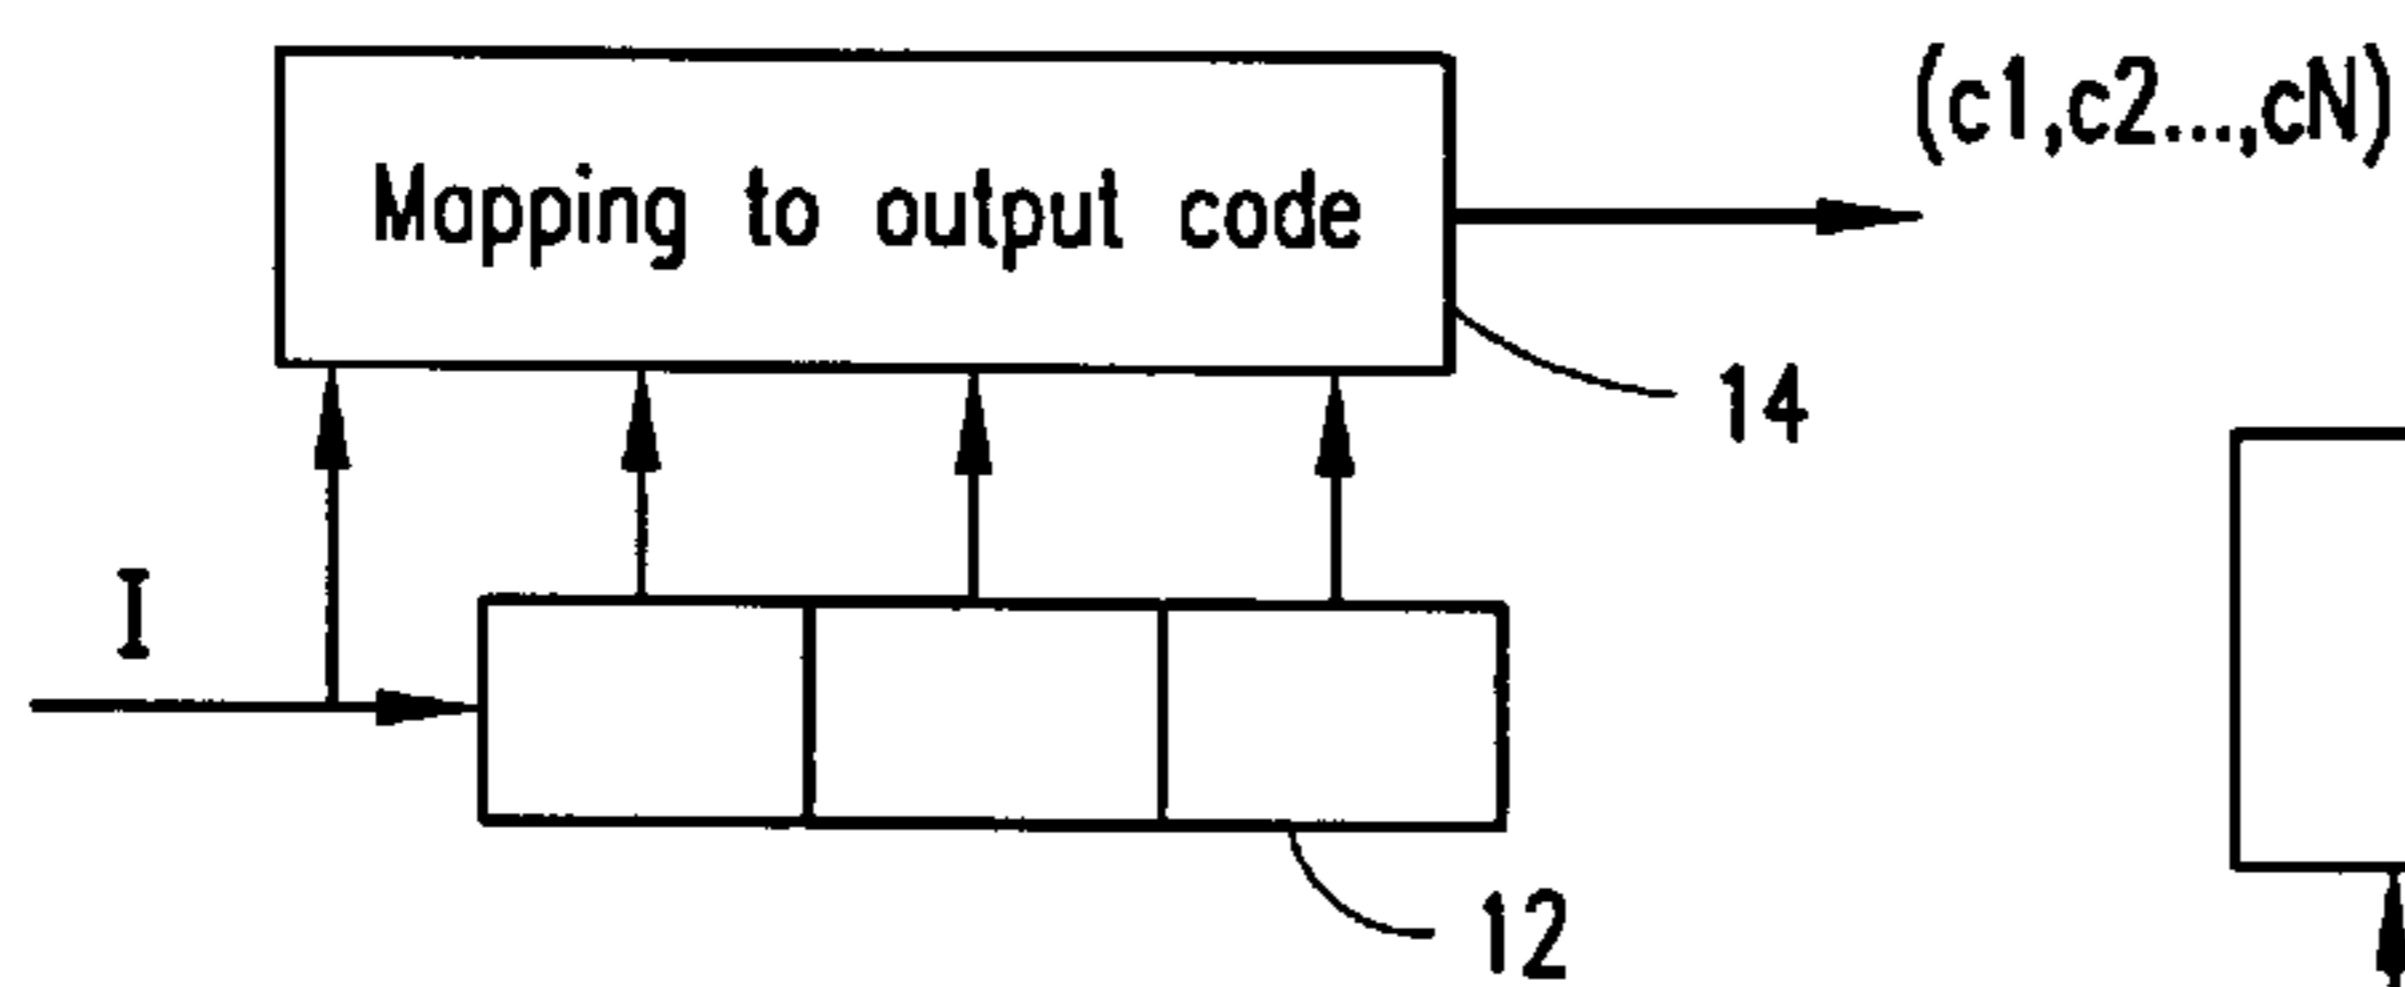 (c1,c2...,cN)
Mapping to output code
14
I
12